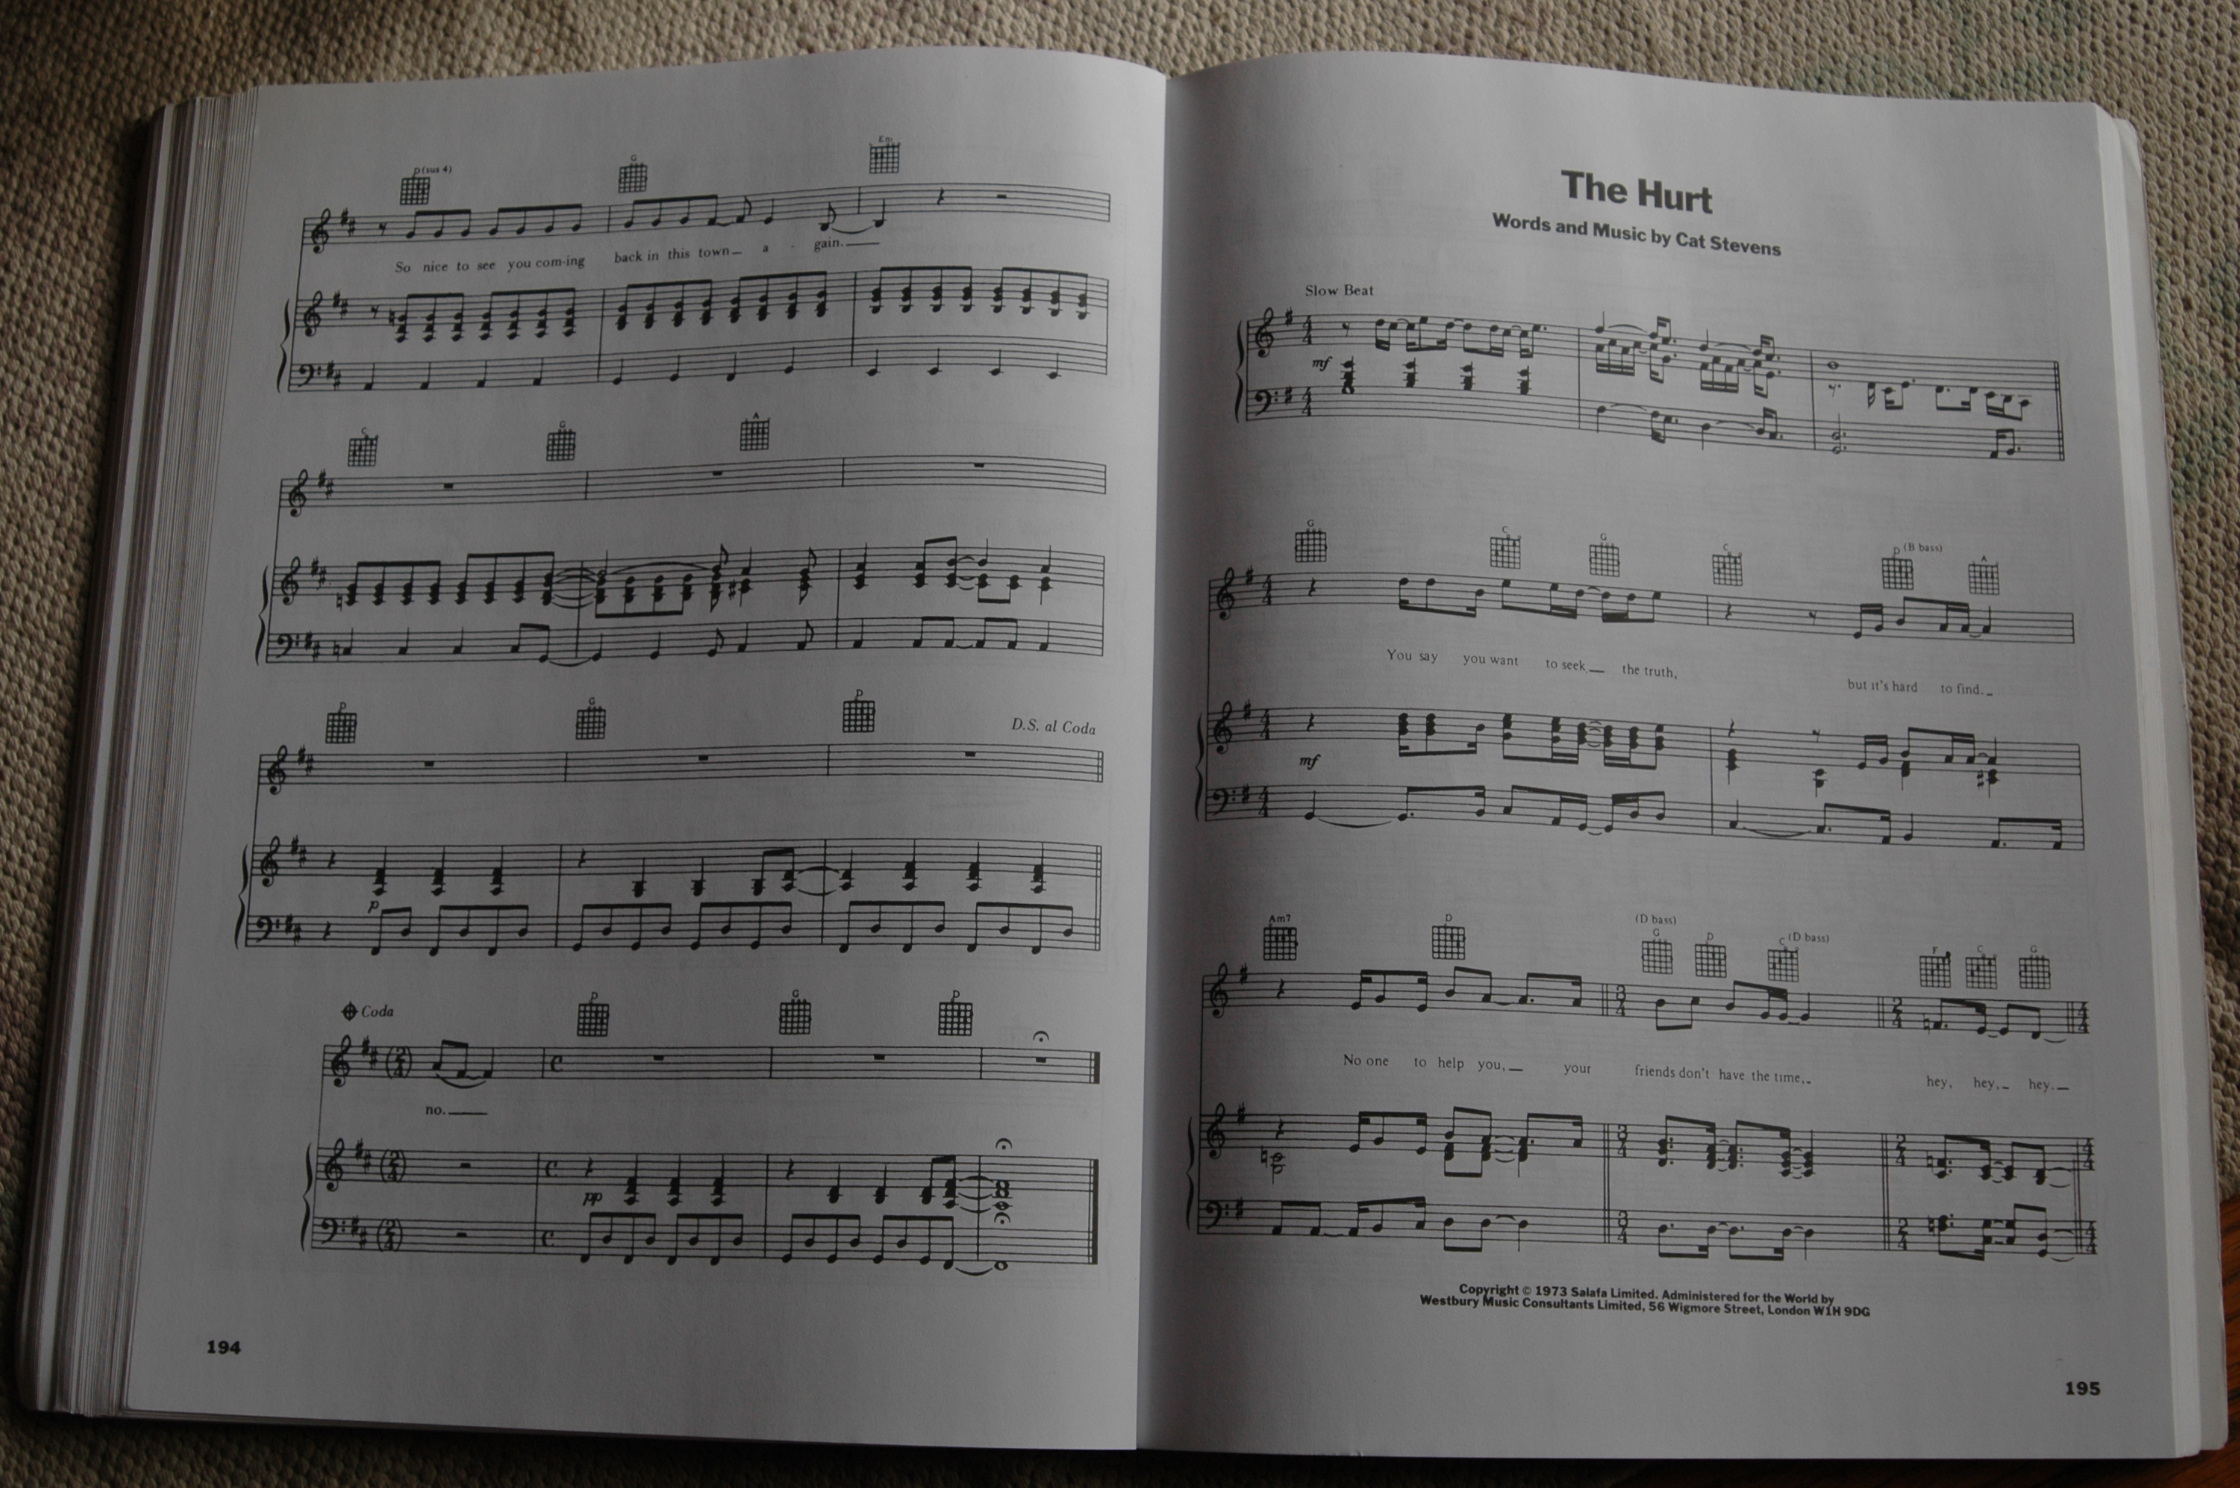 D(sus 4) G Em
So nice to see you com-ing back in this town_ a - gain.____
C G A
D G D
D.S. al Coda
Coda
D G D
no.____
p
pp
194
The Hurt
Words and Music by Cat Stevens
Slow Beat
mf
G C G C D (B bass) A
You say you want to seek_ the truth, but it's hard to find._
mf
Am7 D G (D bass) D C (D bass) F C G
No one to help you,_ your friends don't have the time,- hey, hey,_ hey._
Copyright © 1973 Salafa Limited. Administered for the World by
Westbury Music Consultants Limited, 56 Wigmore Street, London W1H 9DG
195